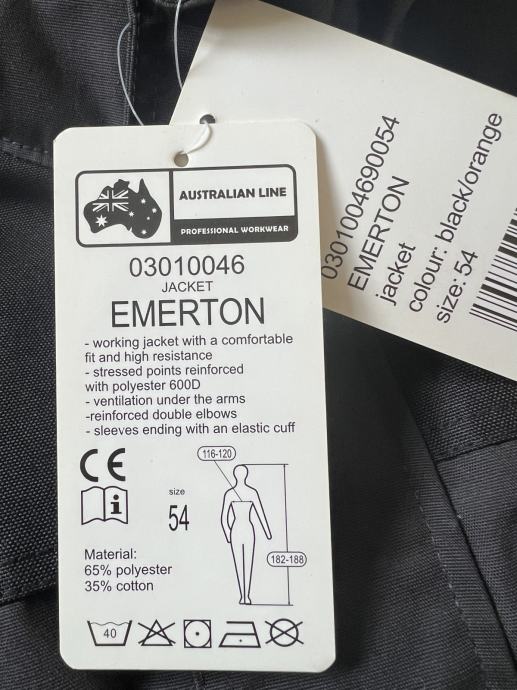 AUSTRALIAN LINE
PROFESSIONAL WORKWEAR
03010046
JACKET
EMERTON
- working jacket with a comfortable
fit and high resistance
- stressed points reinforced
with polyester 600D
- ventilation under the arms
-reinforced double elbows
- sleeves ending with an elastic cuff
CE
i
size
54
116-120
182-188
Material:
65% polyester
35% cotton
40
0301004690054
EMERTON
jacket
colour: black/orange
size: 54